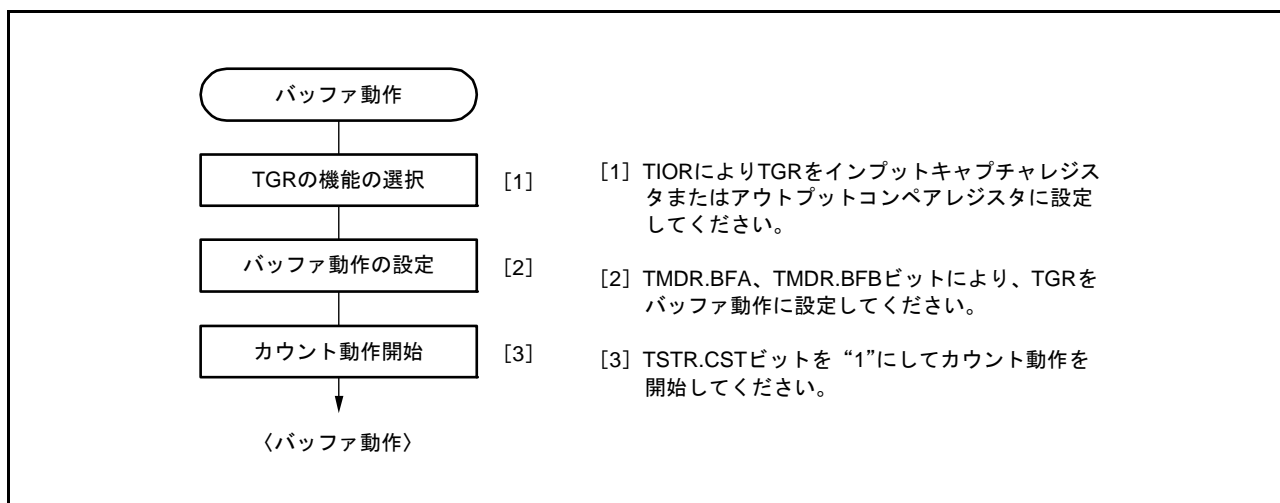 バッファ動作
TGRの機能の選択 [1]
バッファ動作の設定 [2]
カウント動作開始 [3]
〈バッファ動作〉
[1] TIORによりTGRをインプットキャプチャレジス
タまたはアウトプットコンペアレジスタに設定
してください。
[2] TMDR.BFA、TMDR.BFBビットにより、TGRを
バッファ動作に設定してください。
[3] TSTR.CSTビットを“1”にしてカウント動作を
開始してください。